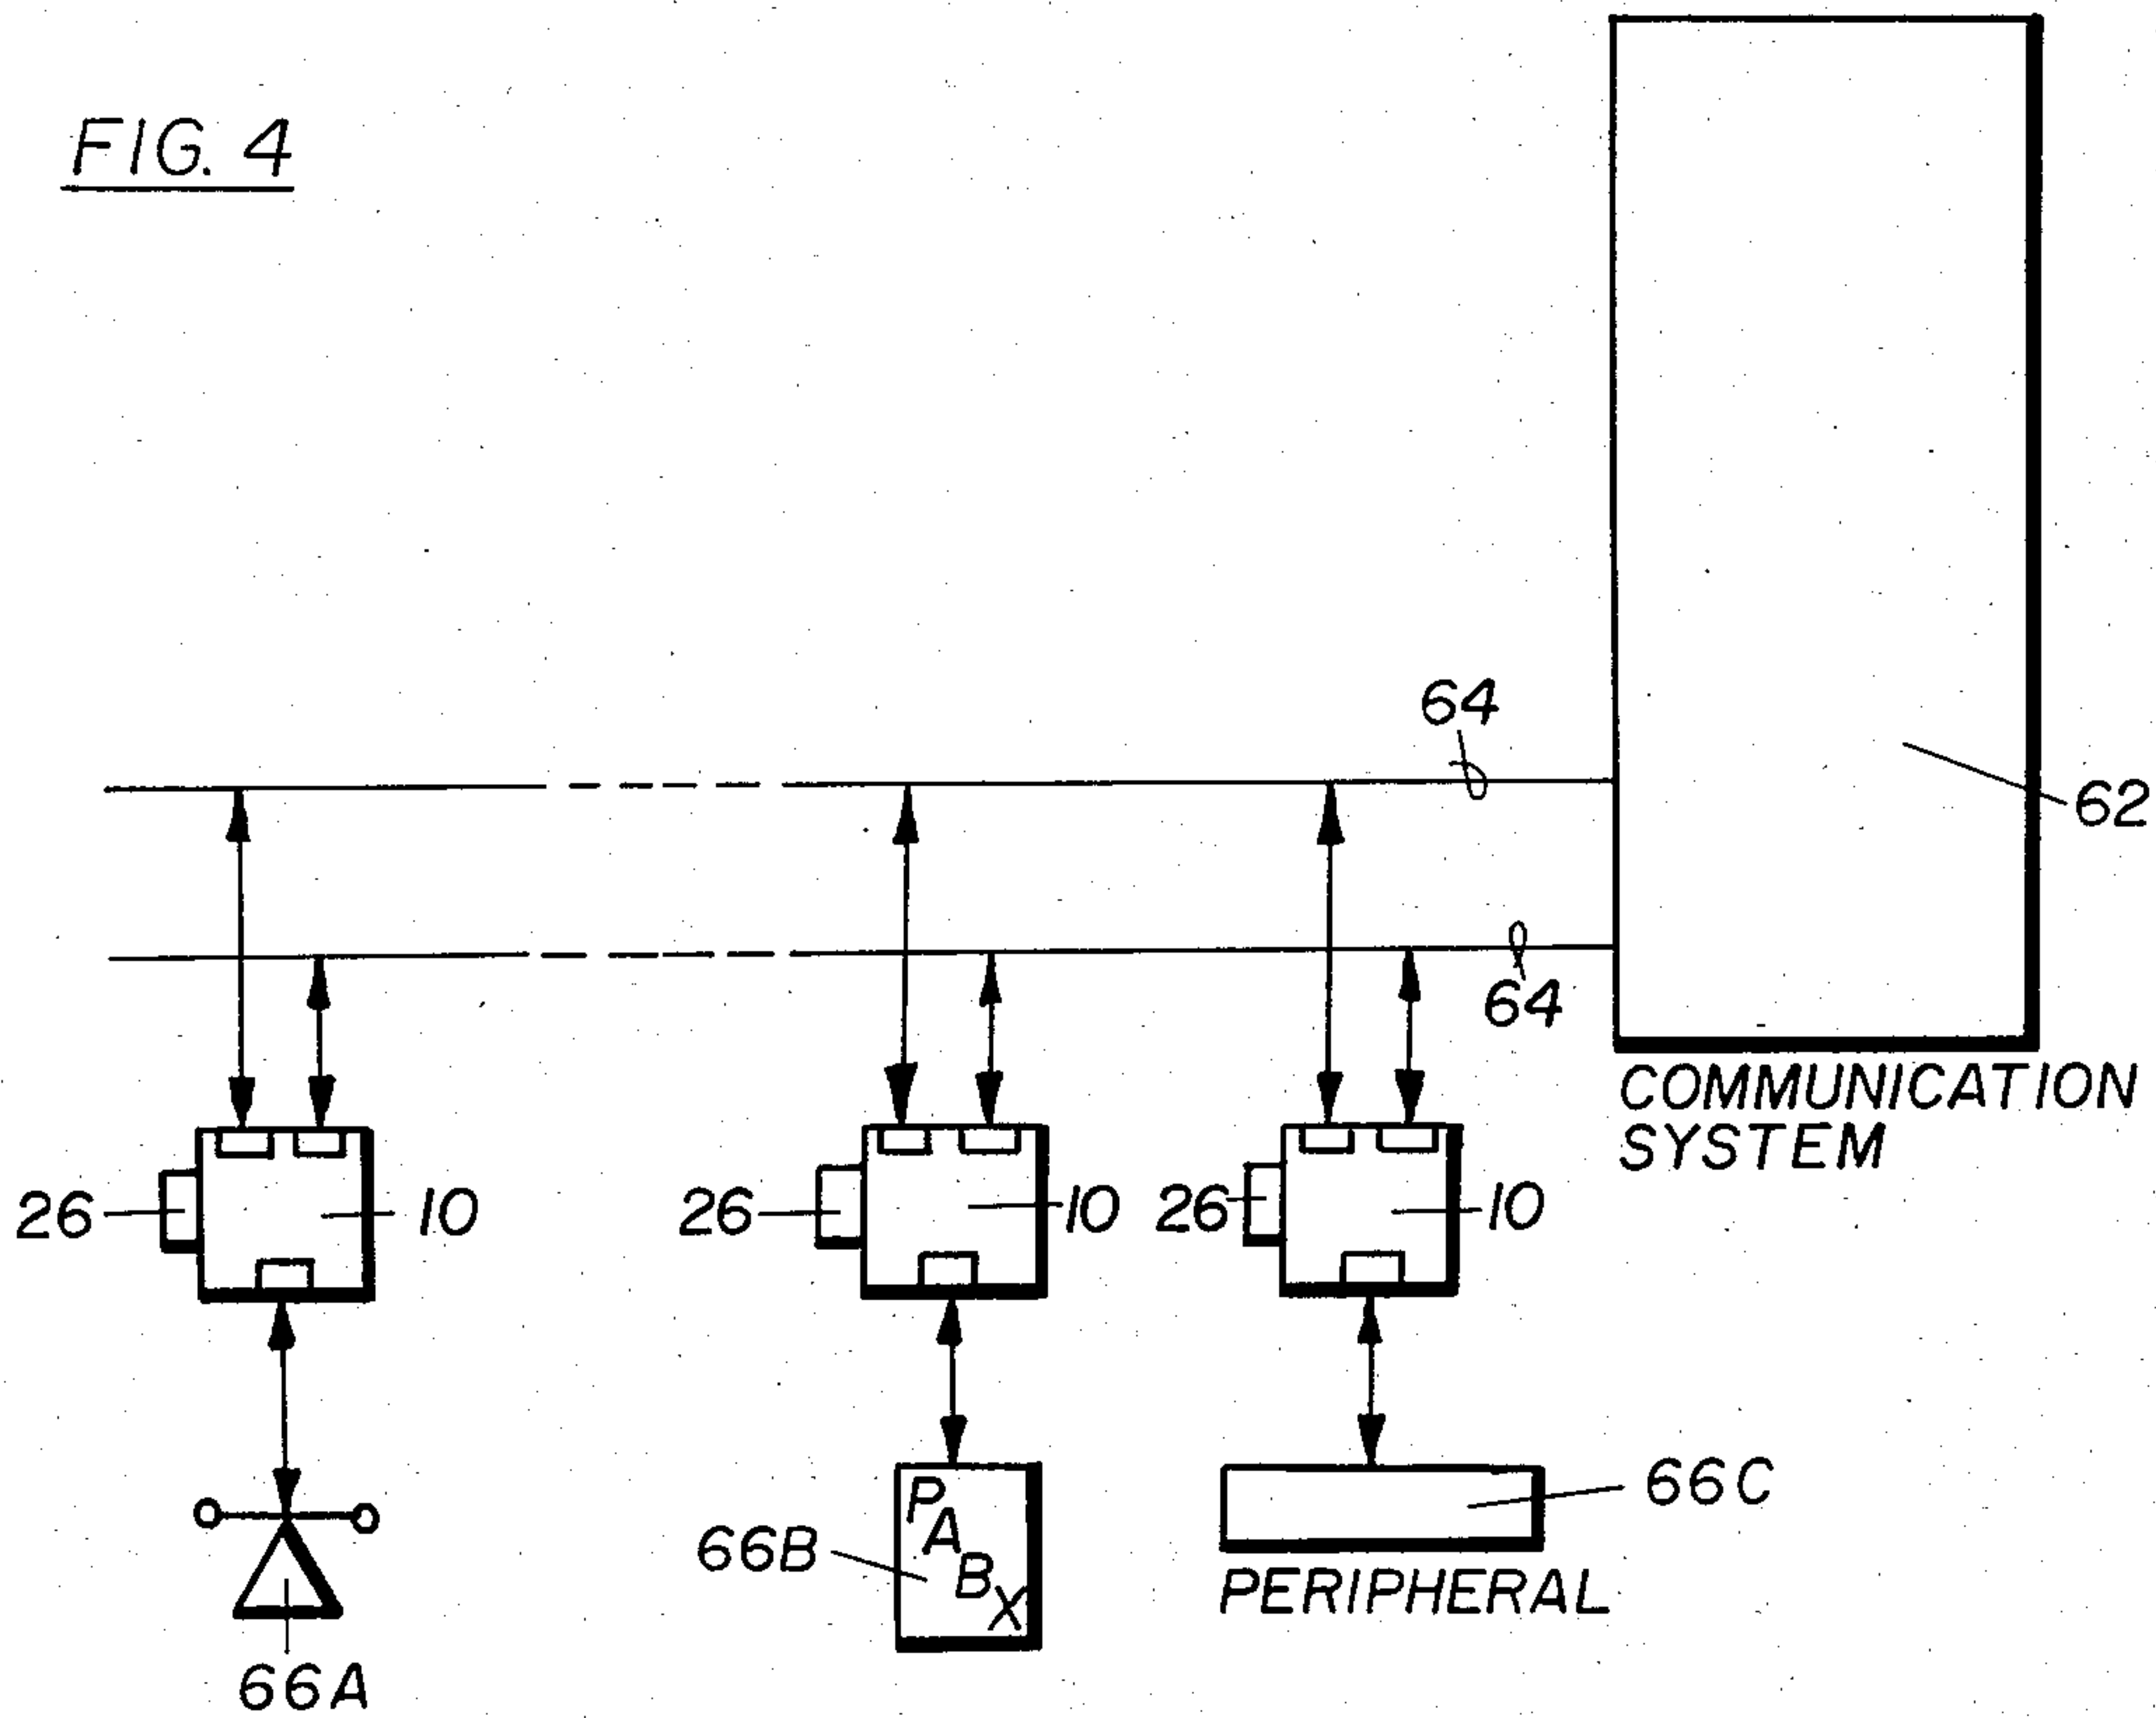 FIG. 4
64
62
64
COMMUNICATION
SYSTEM
26
10
26
10
26
10
66A
66B
PABX
66C
PERIPHERAL